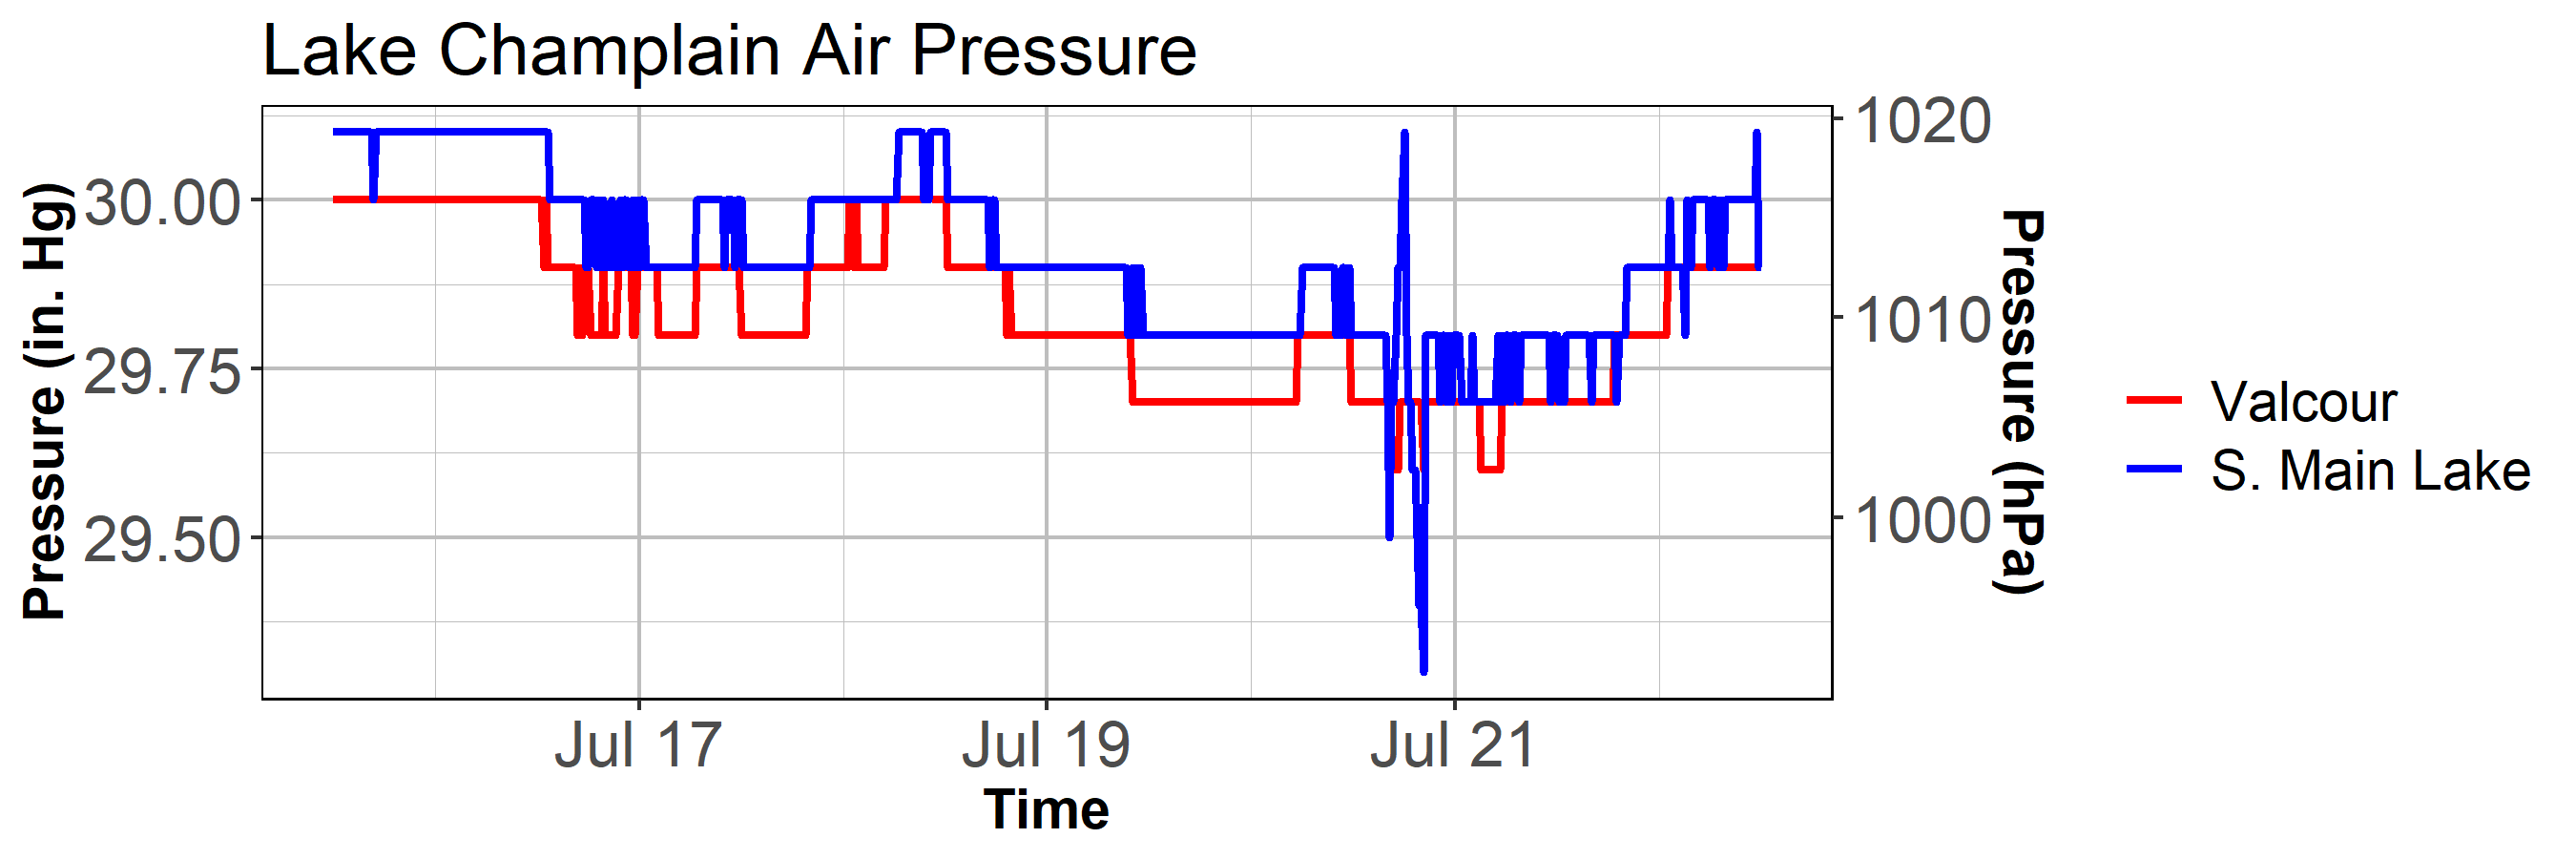 Lake Champlain Air Pressure
Pressure (in. Hg)
30.00
29.75
29.50
1020
1010
1000
Pressure (hPa)
Jul 17
Jul 19
Jul 21
Time
Valcour
S. Main Lake